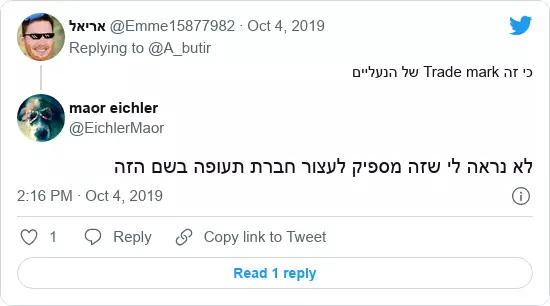 אריאל @Emme15877982 · Oct 4, 2019
Replying to @A_butir
כי זה Trade mark של הנעליים
maor eichler
@EichlerMaor
לא נראה לי שזה מספיק לעצור חברת תעופה בשם הזה
2:16 PM · Oct 4, 2019
1 Reply Copy link to Tweet
Read 1 reply